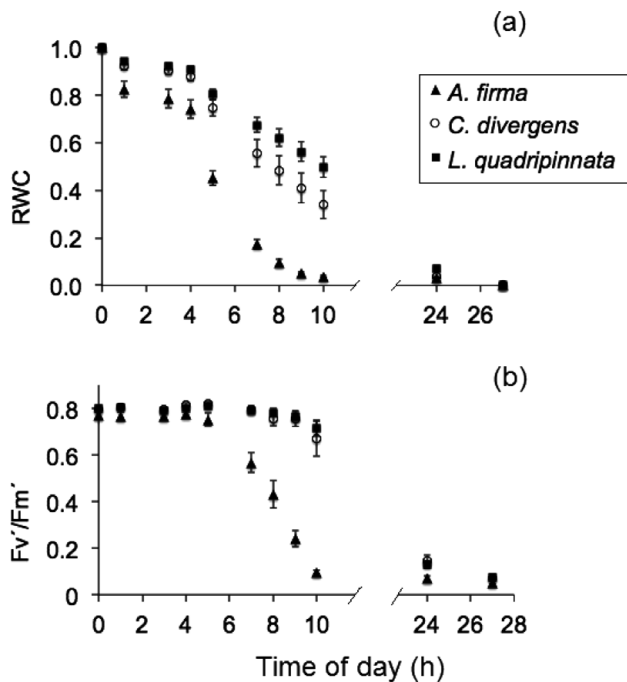 (a)
1.0
0.8
0.6
0.4
0.2
0.0
RWC
A. firma
C. divergens
L. quadripinnata
0 2 4 6 8 10 24 26
(b)
0.8
0.6
0.4
0.2
0
Fv´/Fm´
0 2 4 6 8 10 24 26 28
Time of day (h)